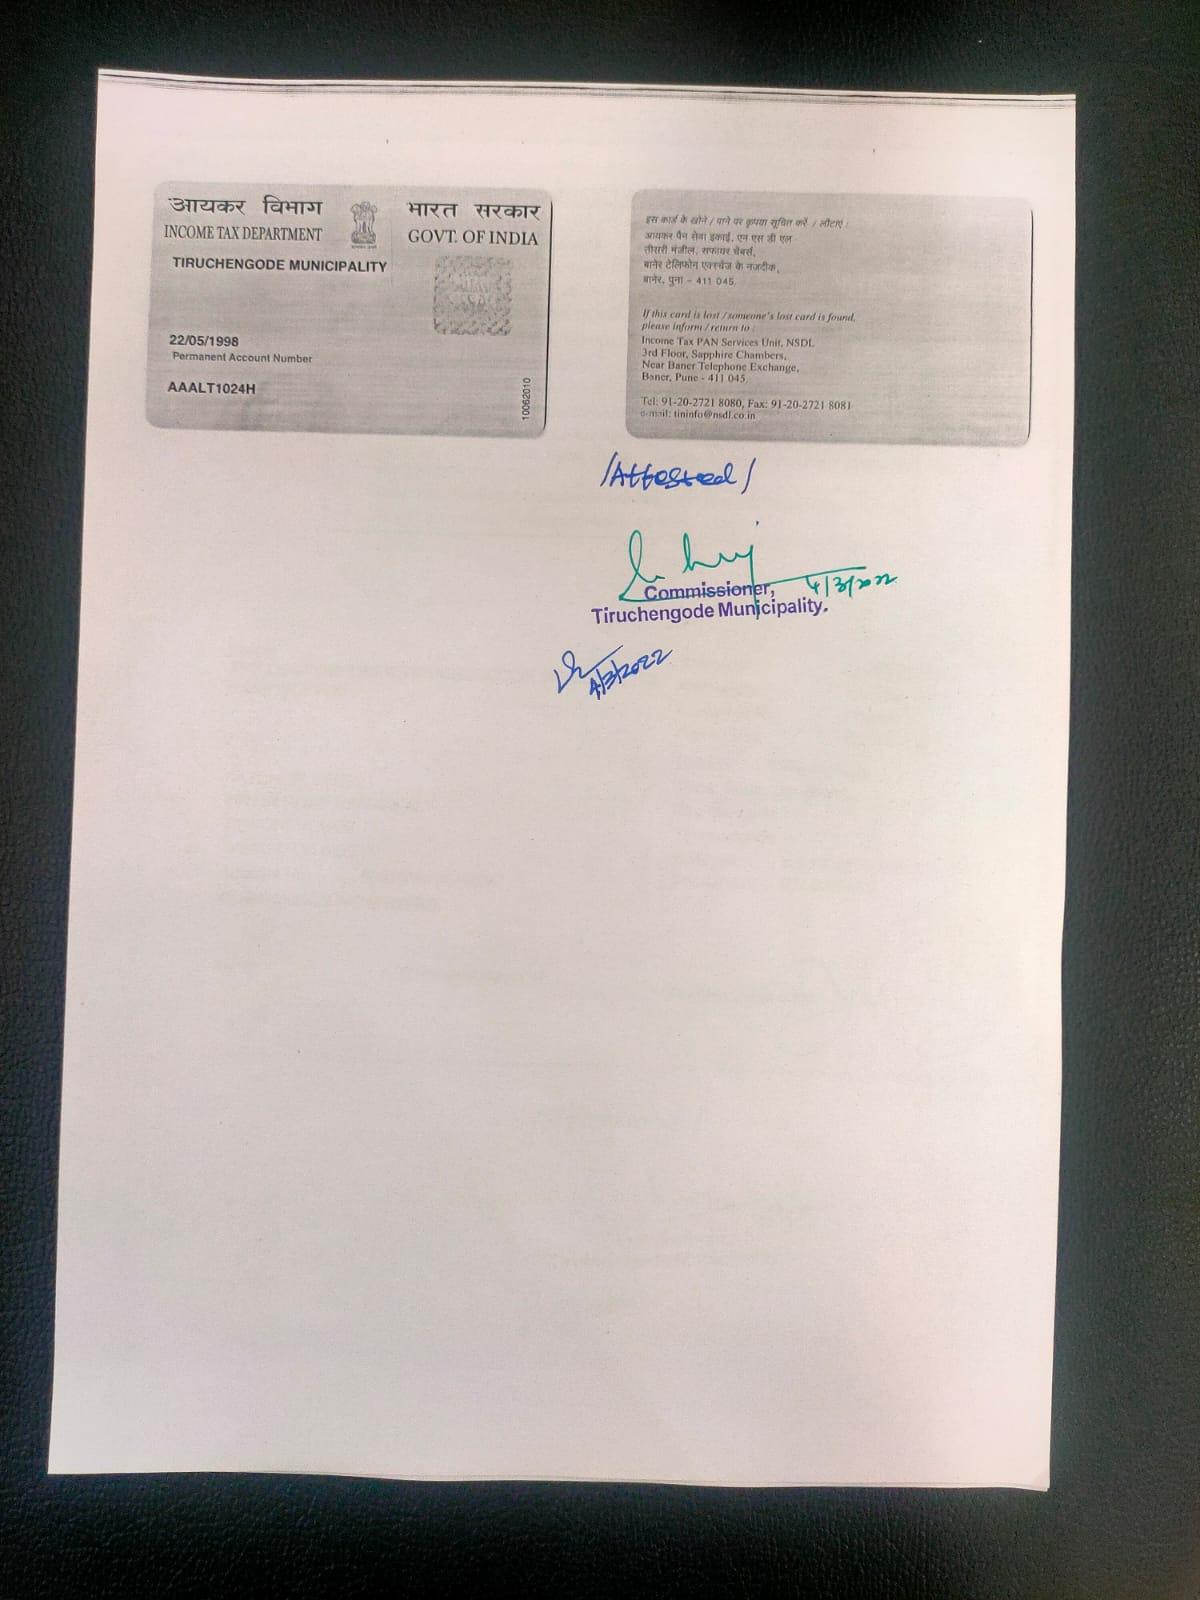 आयकर विभाग
INCOME TAX DEPARTMENT
भारत सरकार
GOVT. OF INDIA
TIRUCHENGODE MUNICIPALITY
22/05/1998
Permanent Account Number
AAALT1024H
10062010
इस कार्ड के खोने / पाने पर कृपया सूचित करें / लौटाएं :
आयकर पैन सेवा इकाई, एन एस डी एल
तीसरी मंजील, सफायर चेंबर्स,
बानेर टेलिफोन एक्स्चेंज के नजदीक,
बानेर, पुना – 411 045.
If this card is lost / someone's lost card is found,
please inform / return to :
Income Tax PAN Services Unit, NSDL
3rd Floor, Sapphire Chambers,
Near Baner Telephone Exchange,
Baner, Pune - 411 045.
Tel: 91-20-2721 8080, Fax: 91-20-2721 8081
e-mail: tininfo@nsdl.co.in
/Attested/
4/3/2022
Commissioner,
Tiruchengode Municipality.
4/3/2022